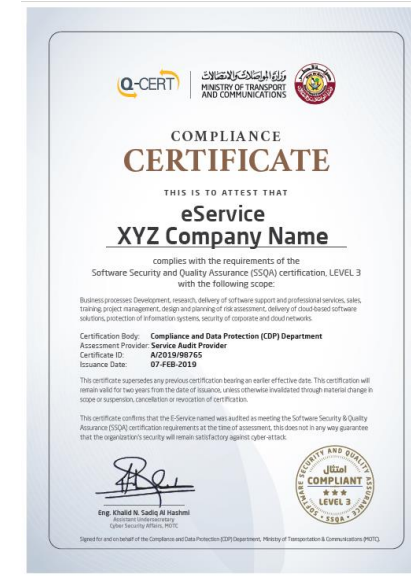 Q-CERT
وزارة المواصلات والاتصالات
MINISTRY OF TRANSPORT
AND COMMUNICATIONS
COMPLIANCE
CERTIFICATE
THIS IS TO ATTEST THAT
eService
XYZ Company Name
complies with the requirements of the
Software Security and Quality Assurance (SSQA) certification, LEVEL 3
with the following scope:
Business processes Development, research, delivery of software support and professional services, sales,
training, project management, design and planning of risk assessment, delivery of cloud-based software
solutions, protection of information systems, security of corporate and cloud networks.
Certification Body: Compliance and Data Protection (CDP) Department
Assessment Provider: Service Audit Provider
Certificate ID: A/2019/98765
Issuance Date: 07-FEB-2019
This certificate supersedes any previous certification bearing an earlier effective date. This certification will
remain valid for two years from the date of issuance, unless otherwise invalidated through material change in
scope or suspension, cancellation or revocation of certification.
This certificate confirms that the E-Service named was audited as meeting the Software Security & Quality
Assurance (SSQA) certification requirements at the time of assessment, this does not in any way guarantee
that the organization's security will remain satisfactory against cyber-attack.
SOFTWARE SECURITY AND QUALITY ASSURANCE
امتثال
COMPLIANT
LEVEL 3
SSQA
Eng. Khalid N. Sadiq Al Hashmi
Assistant Undersecretary
Cyber Security Affairs, MOTC
Signed for and on behalf of the Compliance and Data Protection (CDP) Department, Ministry of Transportation & Communications (MOTC).